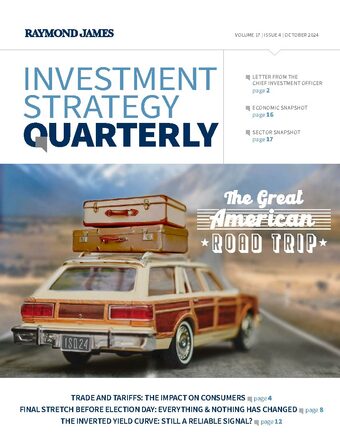 RAYMOND JAMES
VOLUME 17 | ISSUE 4 | OCTOBER 2024
INVESTMENT
STRATEGY
QUARTERLY
LETTER FROM THE
CHIEF INVESTMENT OFFICER
page 2
ECONOMIC SNAPSHOT
page 16
SECTOR SNAPSHOT
page 17
The Great
American
ROAD TRIP
ISQ24
TRADE AND TARIFFS: THE IMPACT ON CONSUMERS page 4
FINAL STRETCH BEFORE ELECTION DAY: EVERYTHING & NOTHING HAS CHANGED page 8
THE INVERTED YIELD CURVE: STILL A RELIABLE SIGNAL? page 12